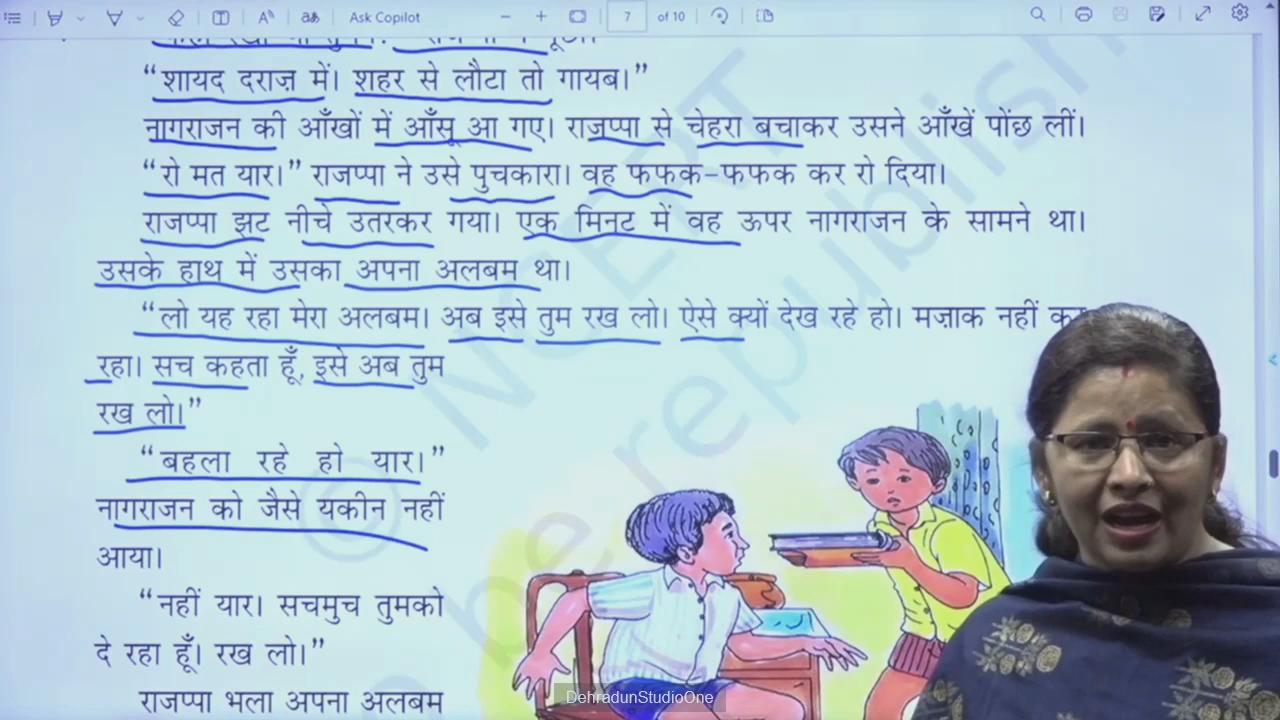 Ask Copilot
7 of 10
“शायद दराज़ में। शहर से लौटा तो गायब।”
नागराजन की आँखों में आँसू आ गए। राजप्पा से चेहरा बचाकर उसने आँखें पोंछ लीं।
“रो मत यार।” राजप्पा ने उसे पुचकारा। वह फफक-फफक कर रो दिया।
राजप्पा झट नीचे उतरकर गया। एक मिनट में वह ऊपर नागराजन के सामने था।
उसके हाथ में उसका अपना अलबम था।
“लो यह रहा मेरा अलबम। अब इसे तुम रख लो। ऐसे क्यों देख रहे हो। मज़ाक नहीं
रहा। सच कहता हूँ, इसे अब तुम
रख लो।”
“बहला रहे हो यार।”
नागराजन को जैसे यकीन नहीं
आया।
“नहीं यार। सचमुच तुमको
दे रहा हूँ। रख लो।”
राजप्पा भला अपना अलबम
© NCERT
be republish
DehradunStudioOne